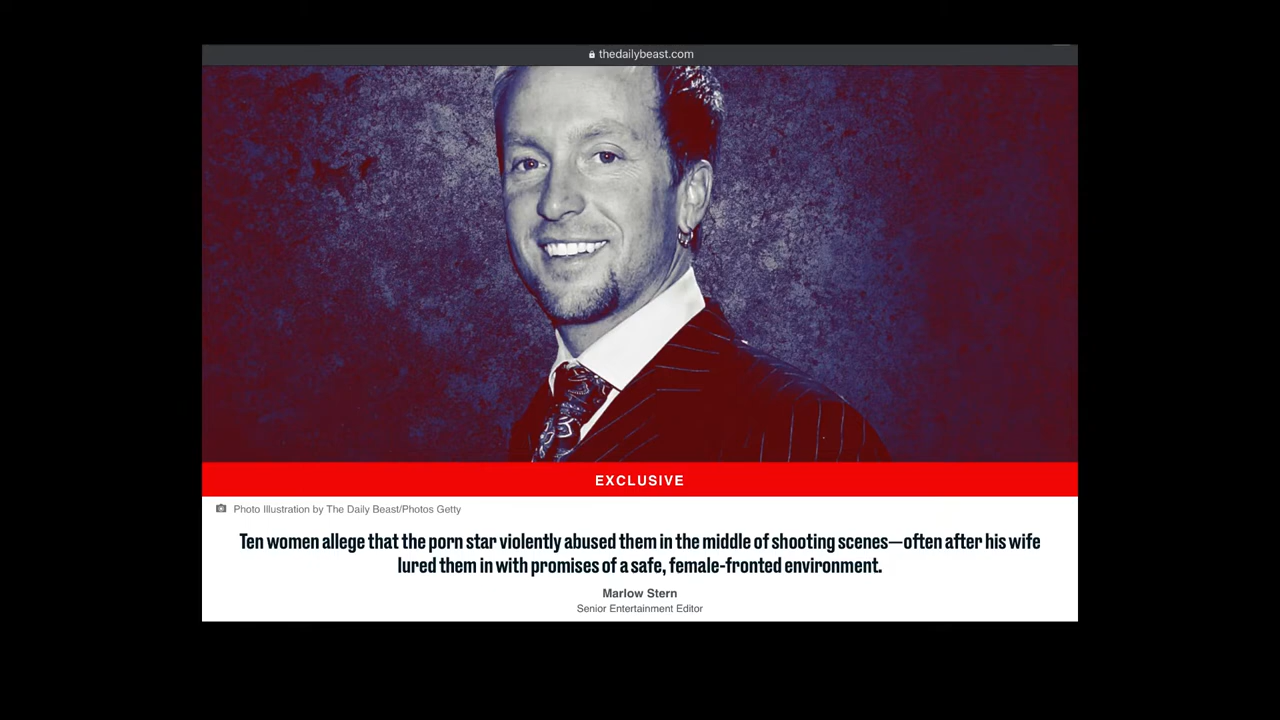 thedailybeast.com
EXCLUSIVE
Photo Illustration by The Daily Beast/Photos Getty
Ten women allege that the porn star violently abused them in the middle of shooting scenes—often after his wife
lured them in with promises of a safe, female-fronted environment.
Marlow Stern
Senior Entertainment Editor